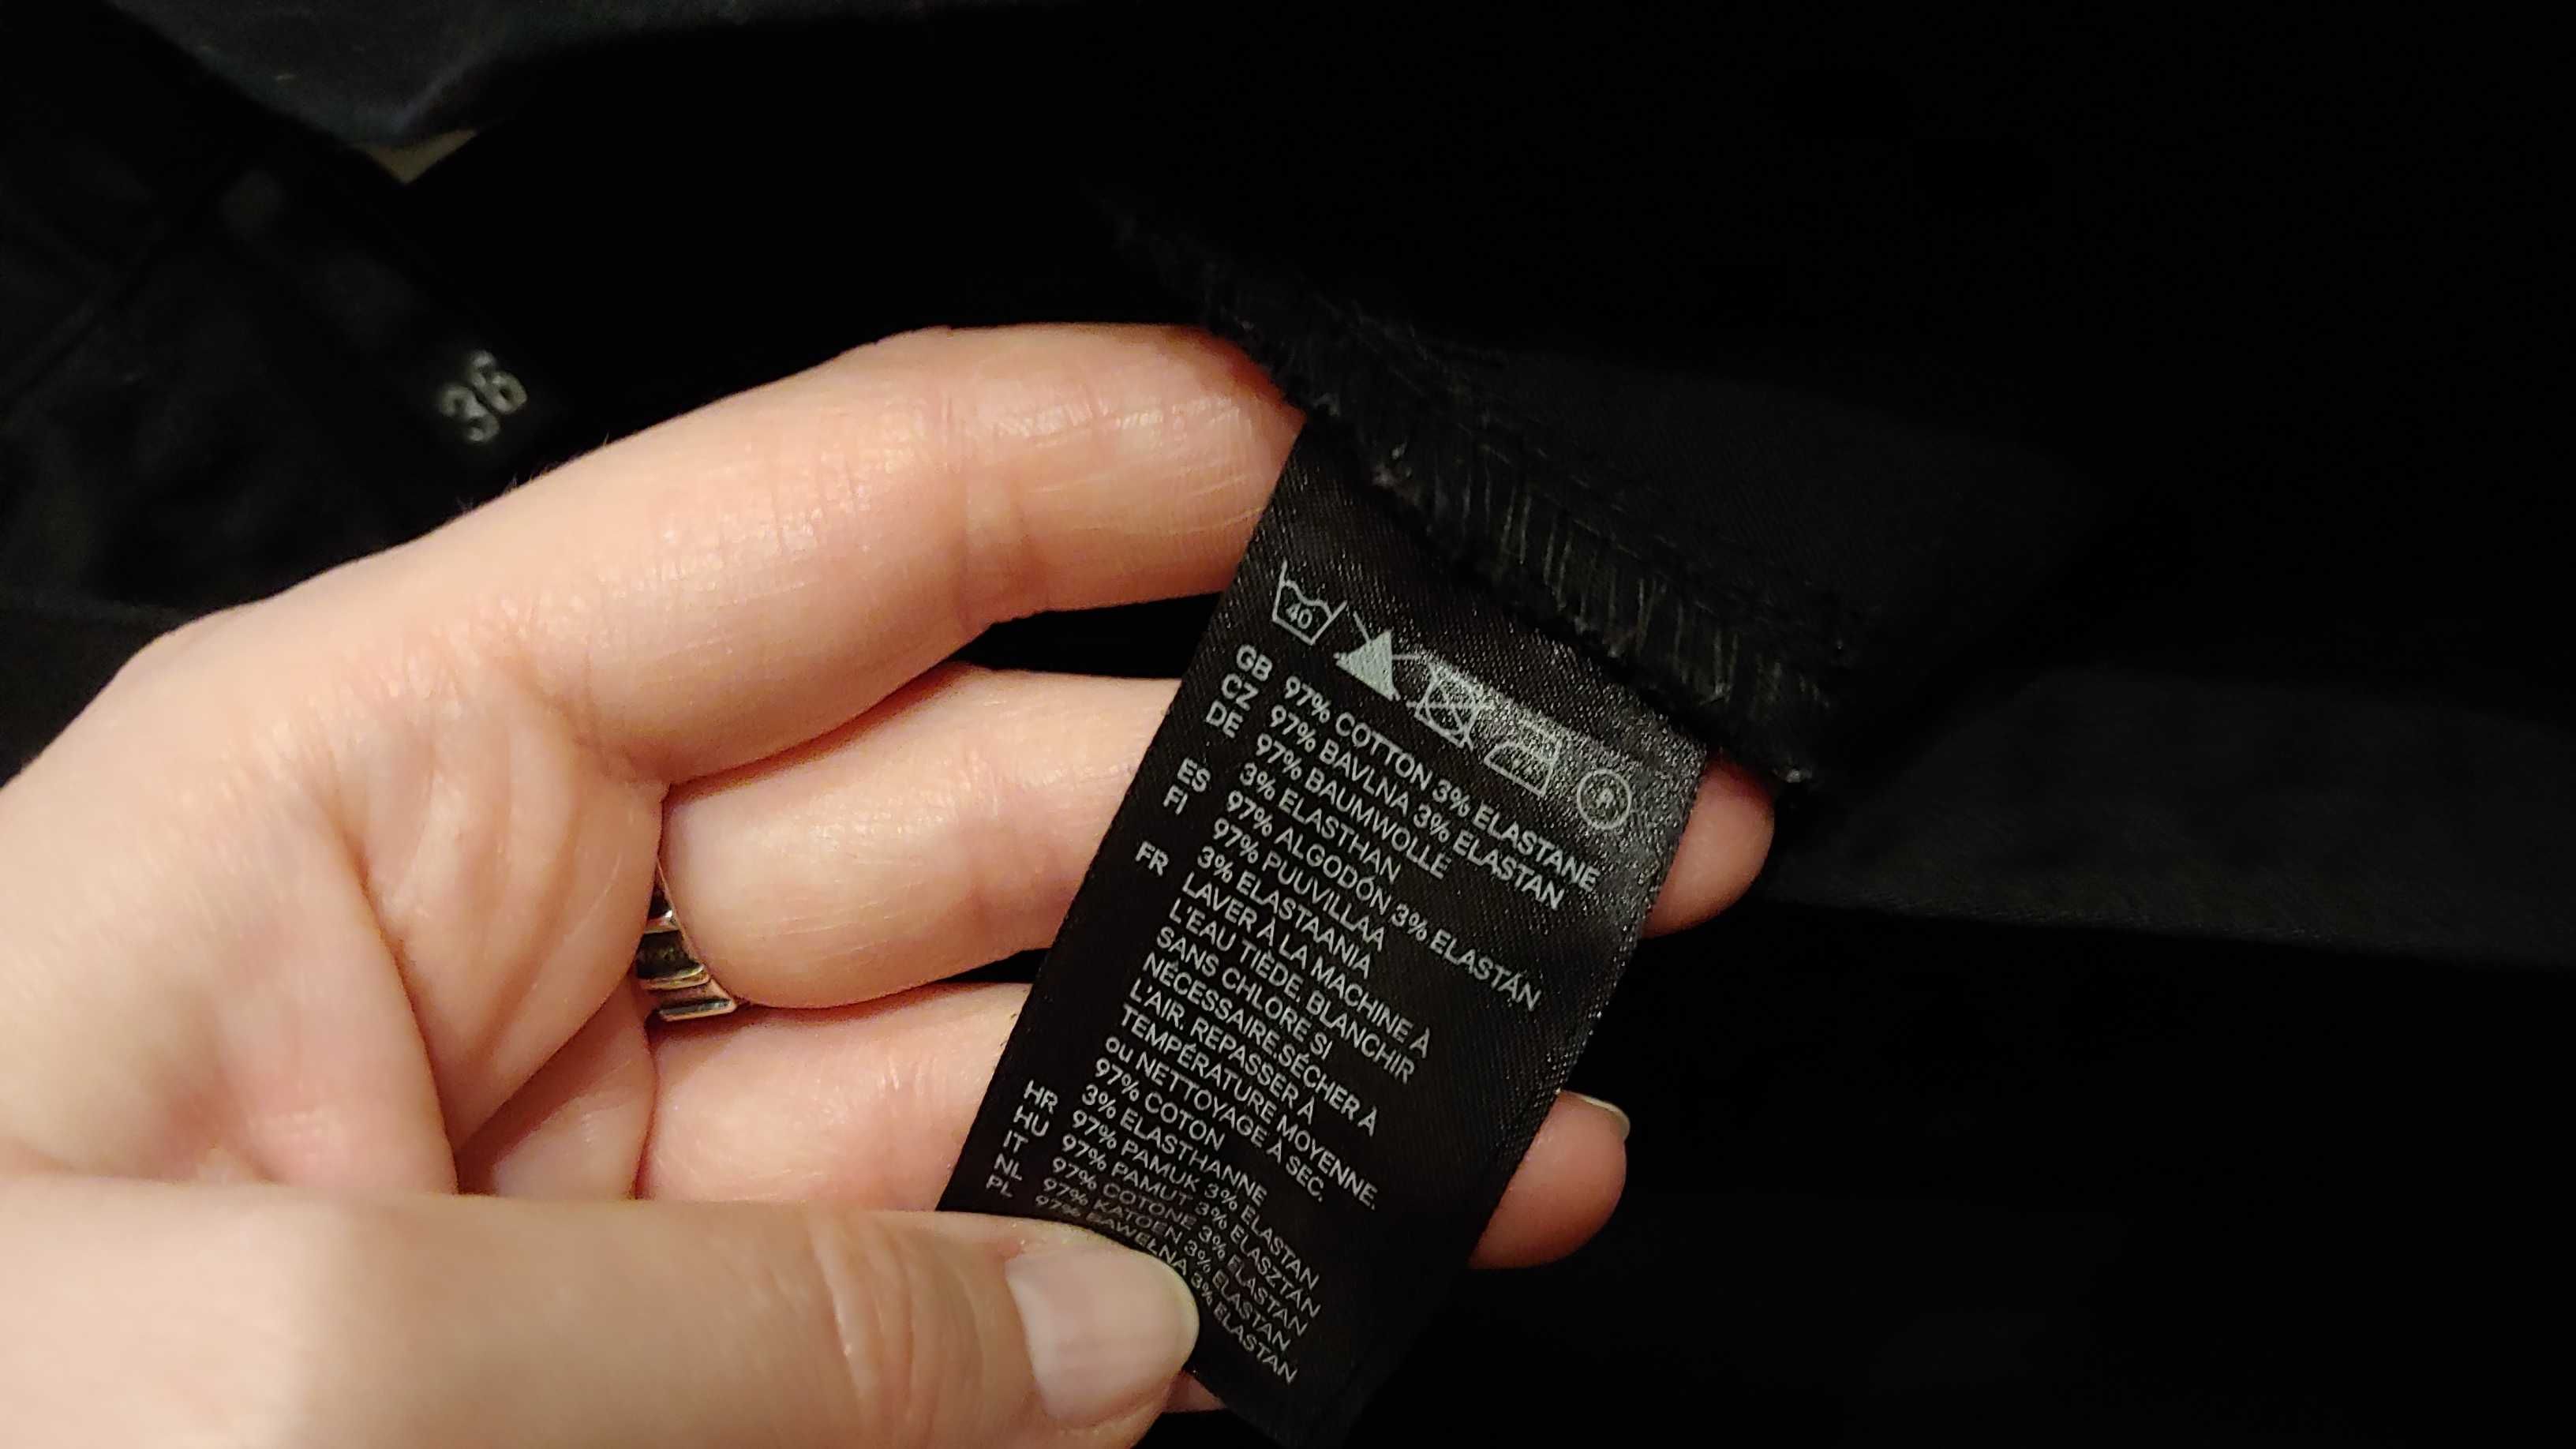 36
40
P
GB 97% COTTON 3% ELASTANE
CZ 97% BAVLNA 3% ELASTAN
DE 97% BAUMWOLLE
3% ELASTHAN
ES 97% ALGODÓN 3% ELASTÁN
FI 97% PUUVILLAA
3% ELASTAANIA
FR LAVER À LA MACHINE À
L'EAU TIÈDE. BLANCHIR
SANS CHLORE SI
NÉCESSAIRE.SÉCHER À
L'AIR. REPASSER À
TEMPÉRATURE MOYENNE.
ou NETTOYAGE À SEC.
97% COTON
3% ELASTHANNE
HR 97% PAMUK 3% ELASTAN
HU 97% PAMUT 3% ELASZTÁN
IT 97% COTONE 3% ELASTAN
NL 97% KATOEN 3% ELASTAN
PL 97% BAWEŁNA 3% ELASTAN